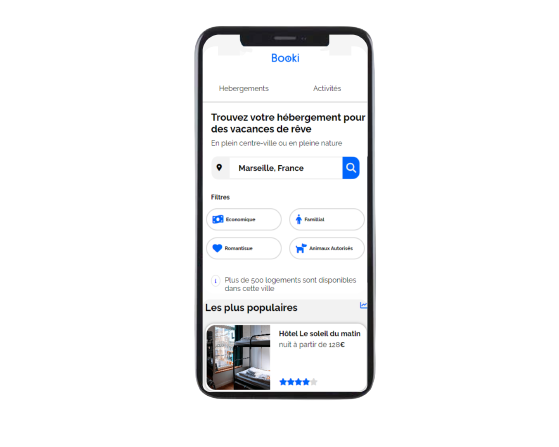 Booki
Hebergements Activités
Trouvez votre hébergement pour
des vacances de rêve
En plein centre-ville ou en pleine nature
Marseille, France
Filtres
Economique Familial
Romantique Animaux Autorisés
Plus de 500 logements sont disponibles
dans cette ville
Les plus populaires
Hôtel Le soleil du matin
nuit à partir de 128€